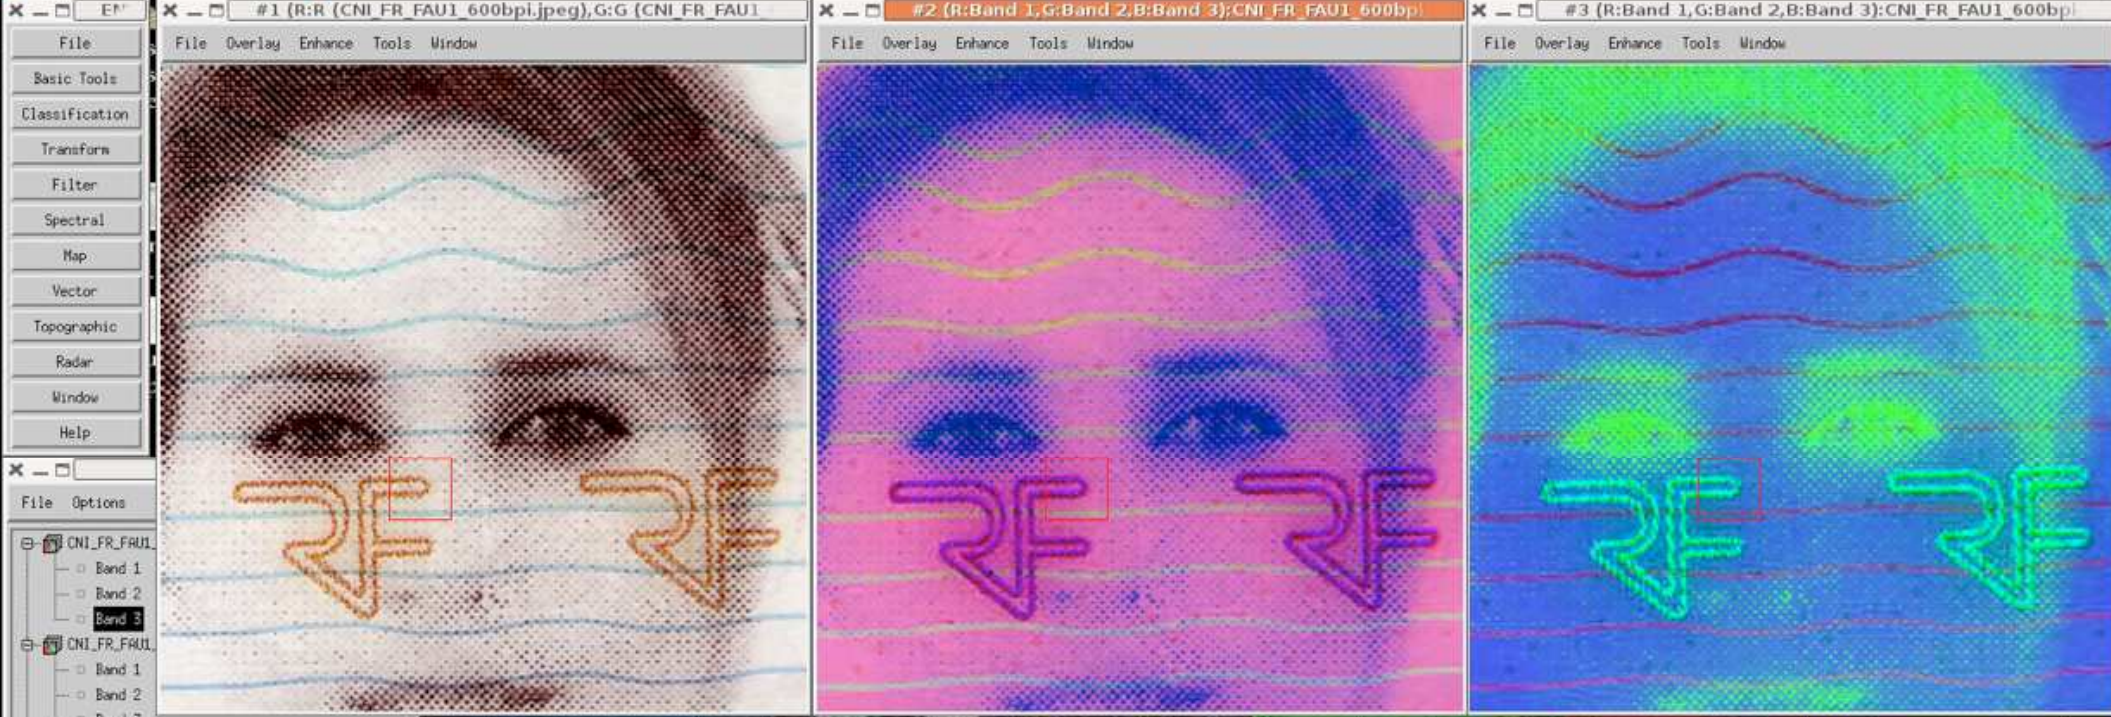 EN
File
Basic Tools
Classification
Transform
Filter
Spectral
Map
Vector
Topographic
Radar
Window
Help
File Options
CNI_FR_FAU1_
Band 1
Band 2
Band 3
CNI_FR_FAU1_
Band 1
Band 2
#1 (R:R (CNI_FR_FAU1_600bpi.jpeg),G:G (CNI_FR_FAU1
File Overlay Enhance Tools Window
RF RF
#2 (R:Band 1,G:Band 2,B:Band 3):CNI_FR_FAU1_600bpi
File Overlay Enhance Tools Window
RF RF
#3 (R:Band 1,G:Band 2,B:Band 3):CNI_FR_FAU1_600bpi
File Overlay Enhance Tools Window
RF RF